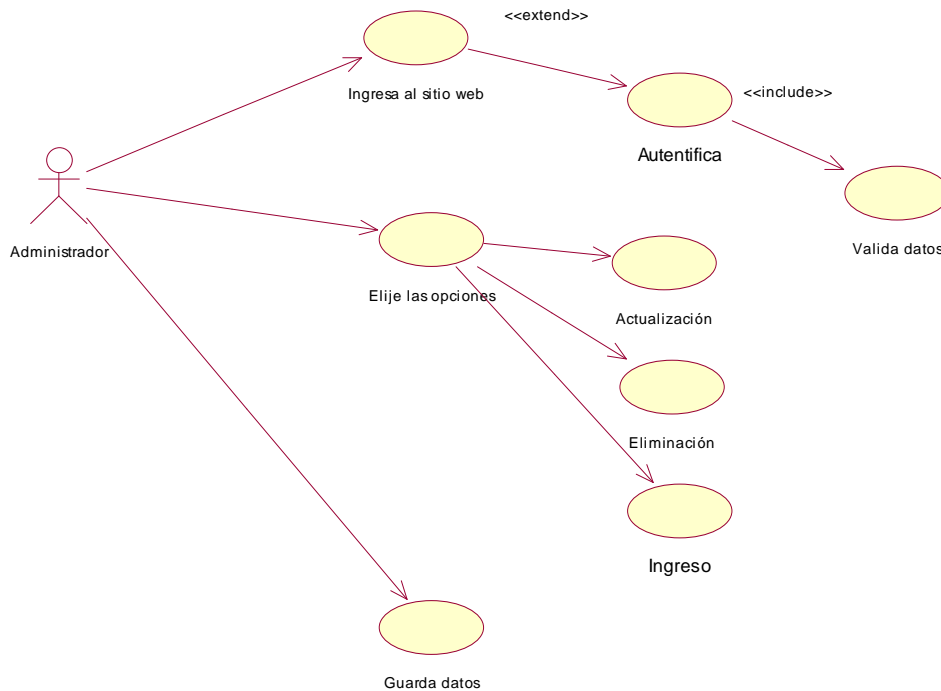 <<extend>>
Ingresa al sitio web
<<include>>
Autentifica
Administrador
Valida datos
Elije las opciones
Actualización
Eliminación
Ingreso
Guarda datos